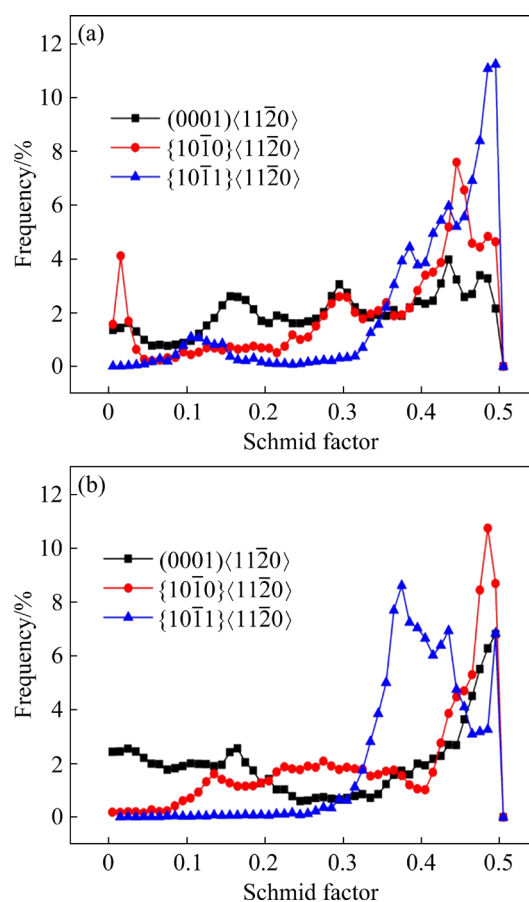 (a)
12
10
8
6
4
2
0
Frequency/%
(0001)⟨112̄0⟩
{101̄0}⟨112̄0⟩
{101̄1}⟨112̄0⟩
0 0.1 0.2 0.3 0.4 0.5
Schmid factor
(b)
12
10
8
6
4
2
0
Frequency/%
(0001)⟨112̄0⟩
{101̄0}⟨112̄0⟩
{101̄1}⟨112̄0⟩
0 0.1 0.2 0.3 0.4 0.5
Schmid factor